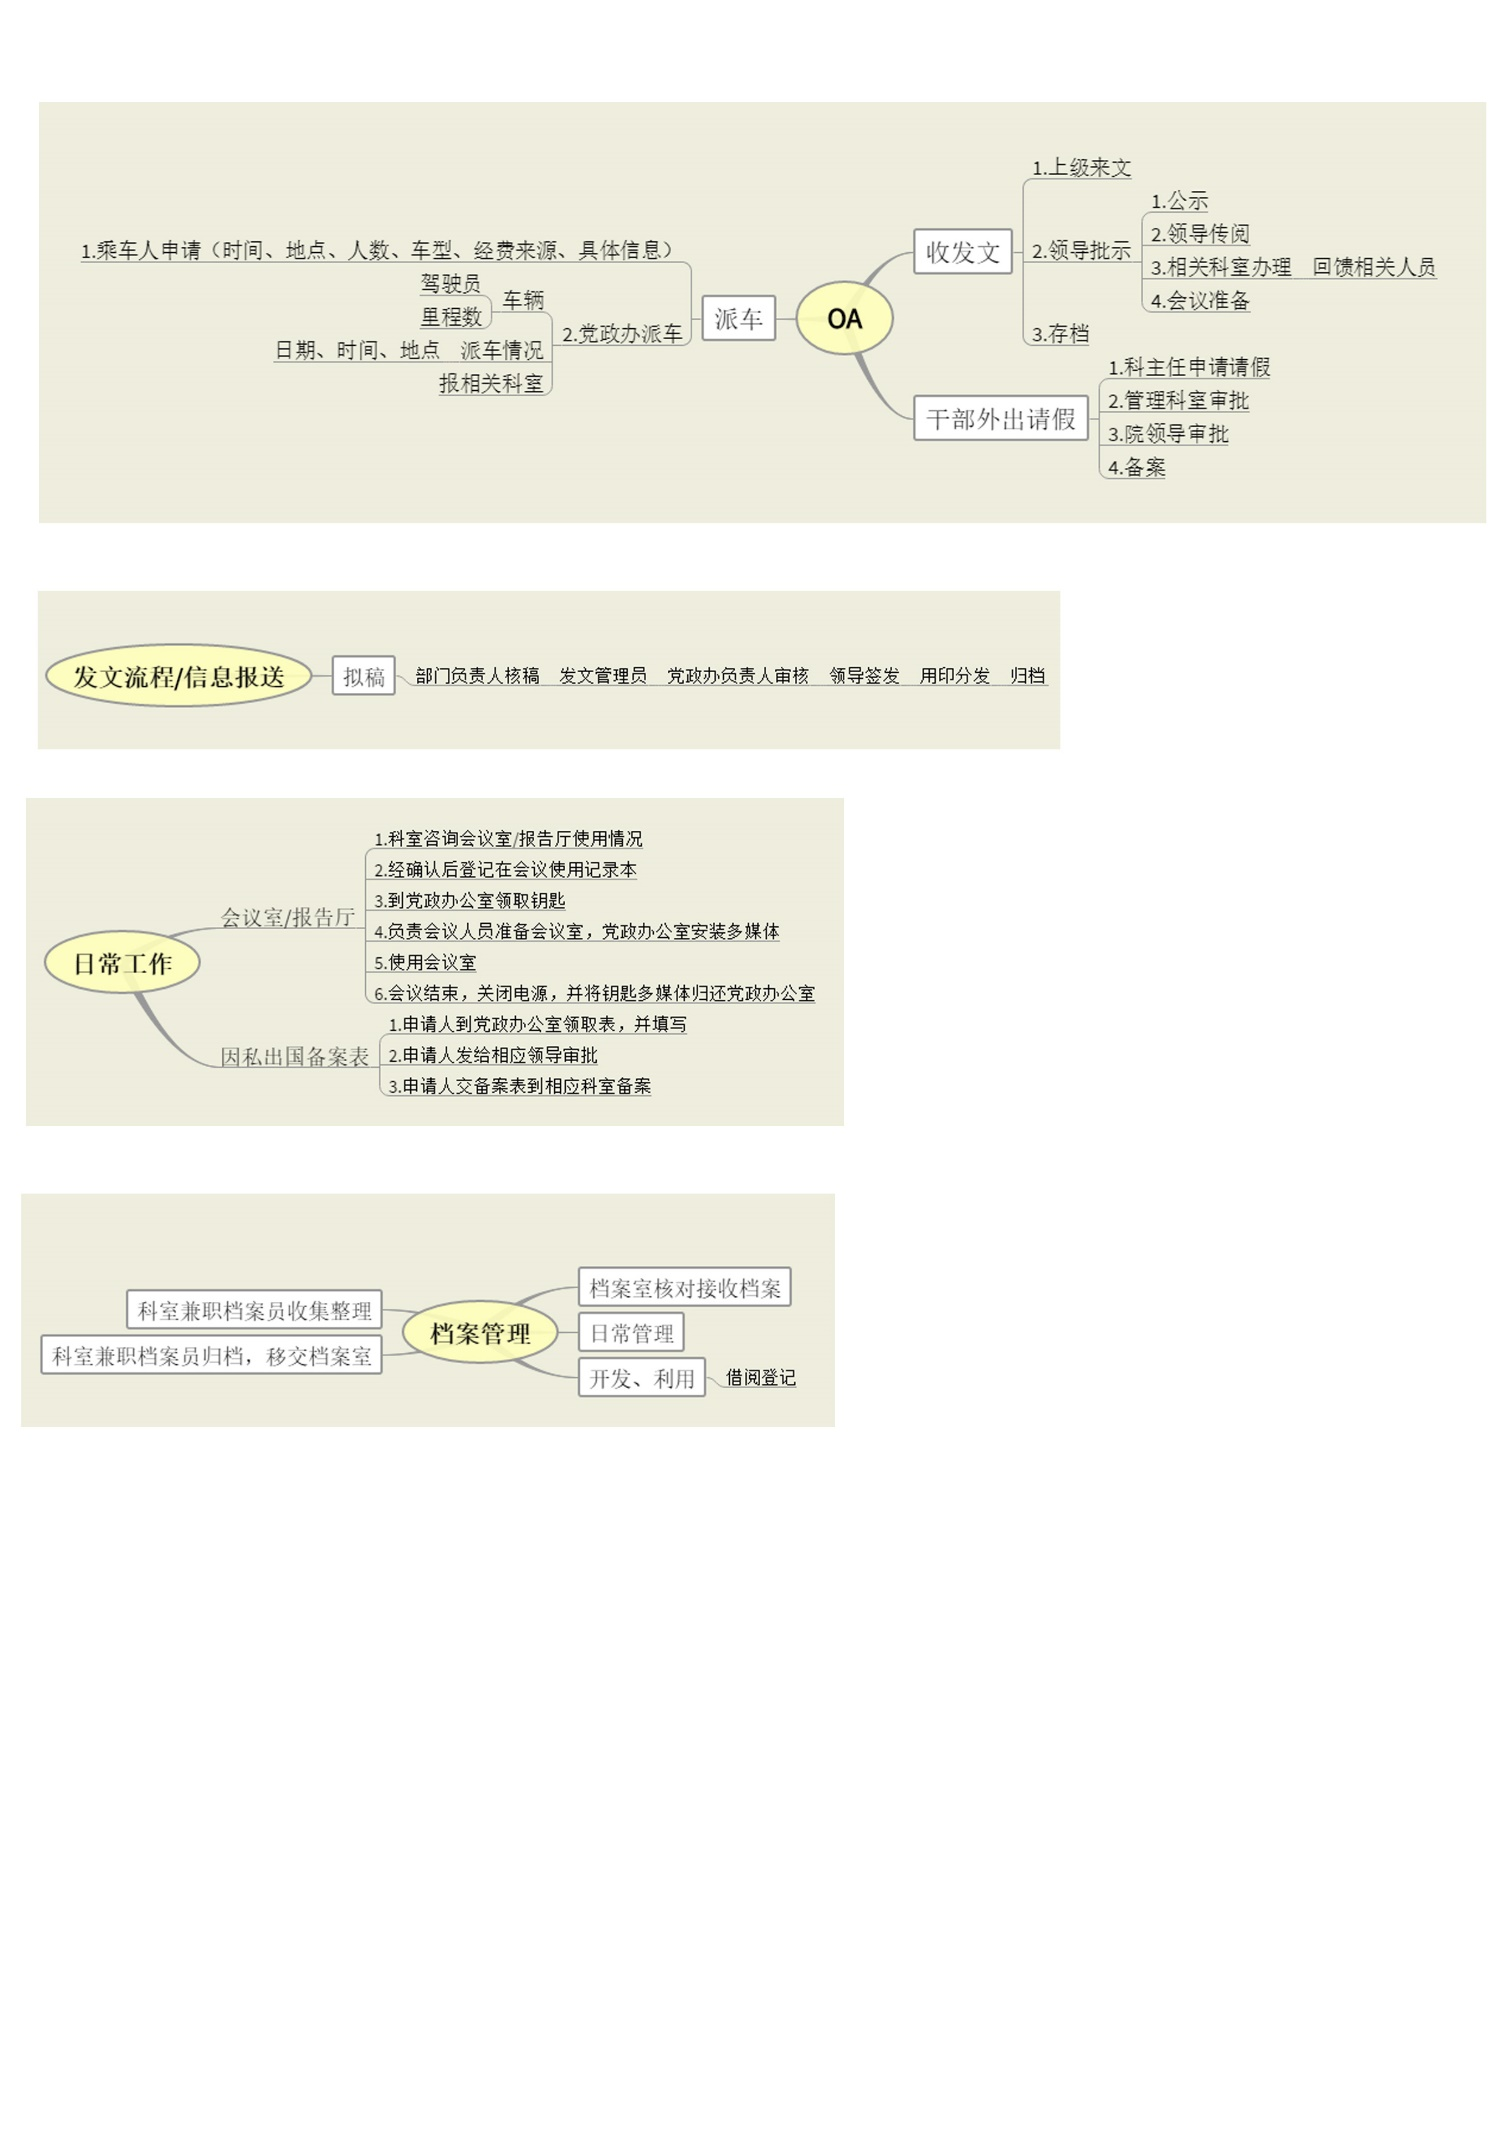 1.上级来文
1.公示
2.领导传阅
2.领导批示
3.相关科室办理 回馈相关人员
4.会议准备
3.存档
收发文
1.乘车人申请（时间、地点、人数、车型、经费来源、具体信息）
驾驶员
里程数
车辆
2.党政办派车
日期、时间、地点 派车情况
报相关科室
派车
OA
干部外出请假
1.科主任申请请假
2.管理科室审批
3.院领导审批
4.备案
发文流程/信息报送
拟稿
部门负责人核稿 发文管理员 党政办负责人审核 领导签发 用印分发 归档
日常工作
会议室/报告厅
1.科室咨询会议室/报告厅使用情况
2.经确认后登记在会议使用记录本
3.到党政办公室领取钥匙
4.负责会议人员准备会议室，党政办公室安装多媒体
5.使用会议室
6.会议结束，关闭电源，并将钥匙多媒体归还党政办公室
因私出国备案表
1.申请人到党政办公室领取表，并填写
2.申请人发给相应领导审批
3.申请人交备案表到相应科室备案
科室兼职档案员收集整理
科室兼职档案员归档，移交档案室
档案管理
档案室核对接收档案
日常管理
开发、利用
借阅登记